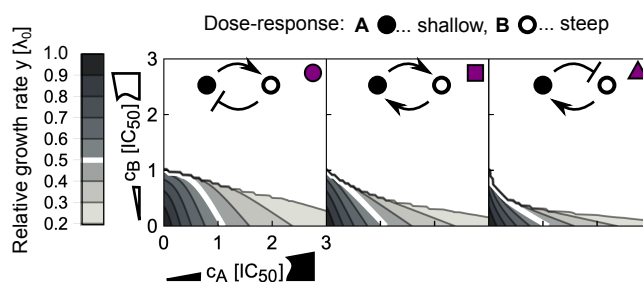 Dose-response: A ●... shallow, B ○... steep
Relative growth rate y [λ0]
1.0
0.9
0.8
0.7
0.6
0.5
0.4
0.3
0.2
cB [IC50]
3
2
1
0
0 1 2 3
cA [IC50]